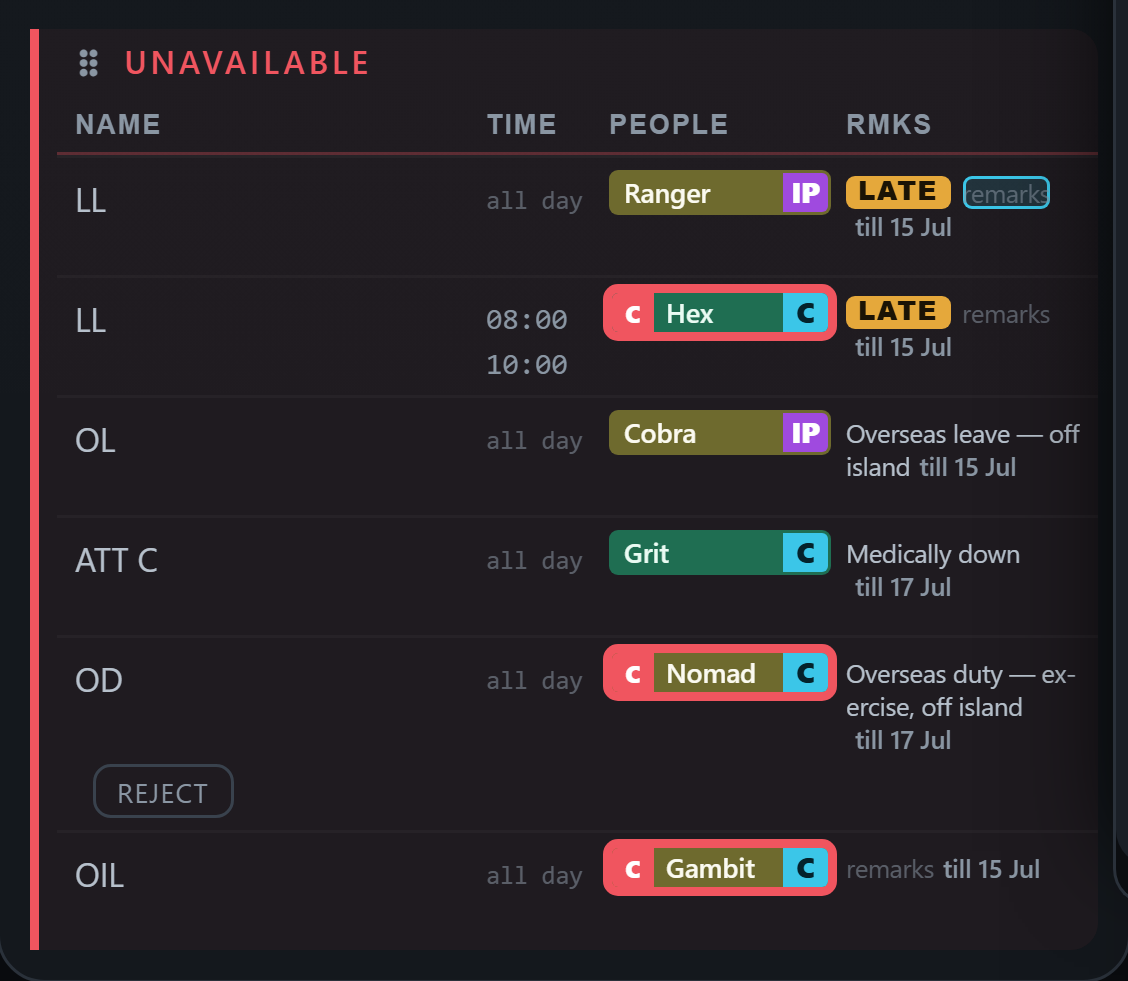 UNAVAILABLE
NAME TIME PEOPLE RMKS
LL all day Ranger IP LATE remarks
till 15 Jul
LL 08:00 C Hex C LATE remarks
10:00 till 15 Jul
OL all day Cobra IP Overseas leave — off
island till 15 Jul
ATT C all day Grit C Medically down
till 17 Jul
OD all day C Nomad C Overseas duty — ex-
ercise, off island
till 17 Jul
REJECT
OIL all day C Gambit C remarks till 15 Jul